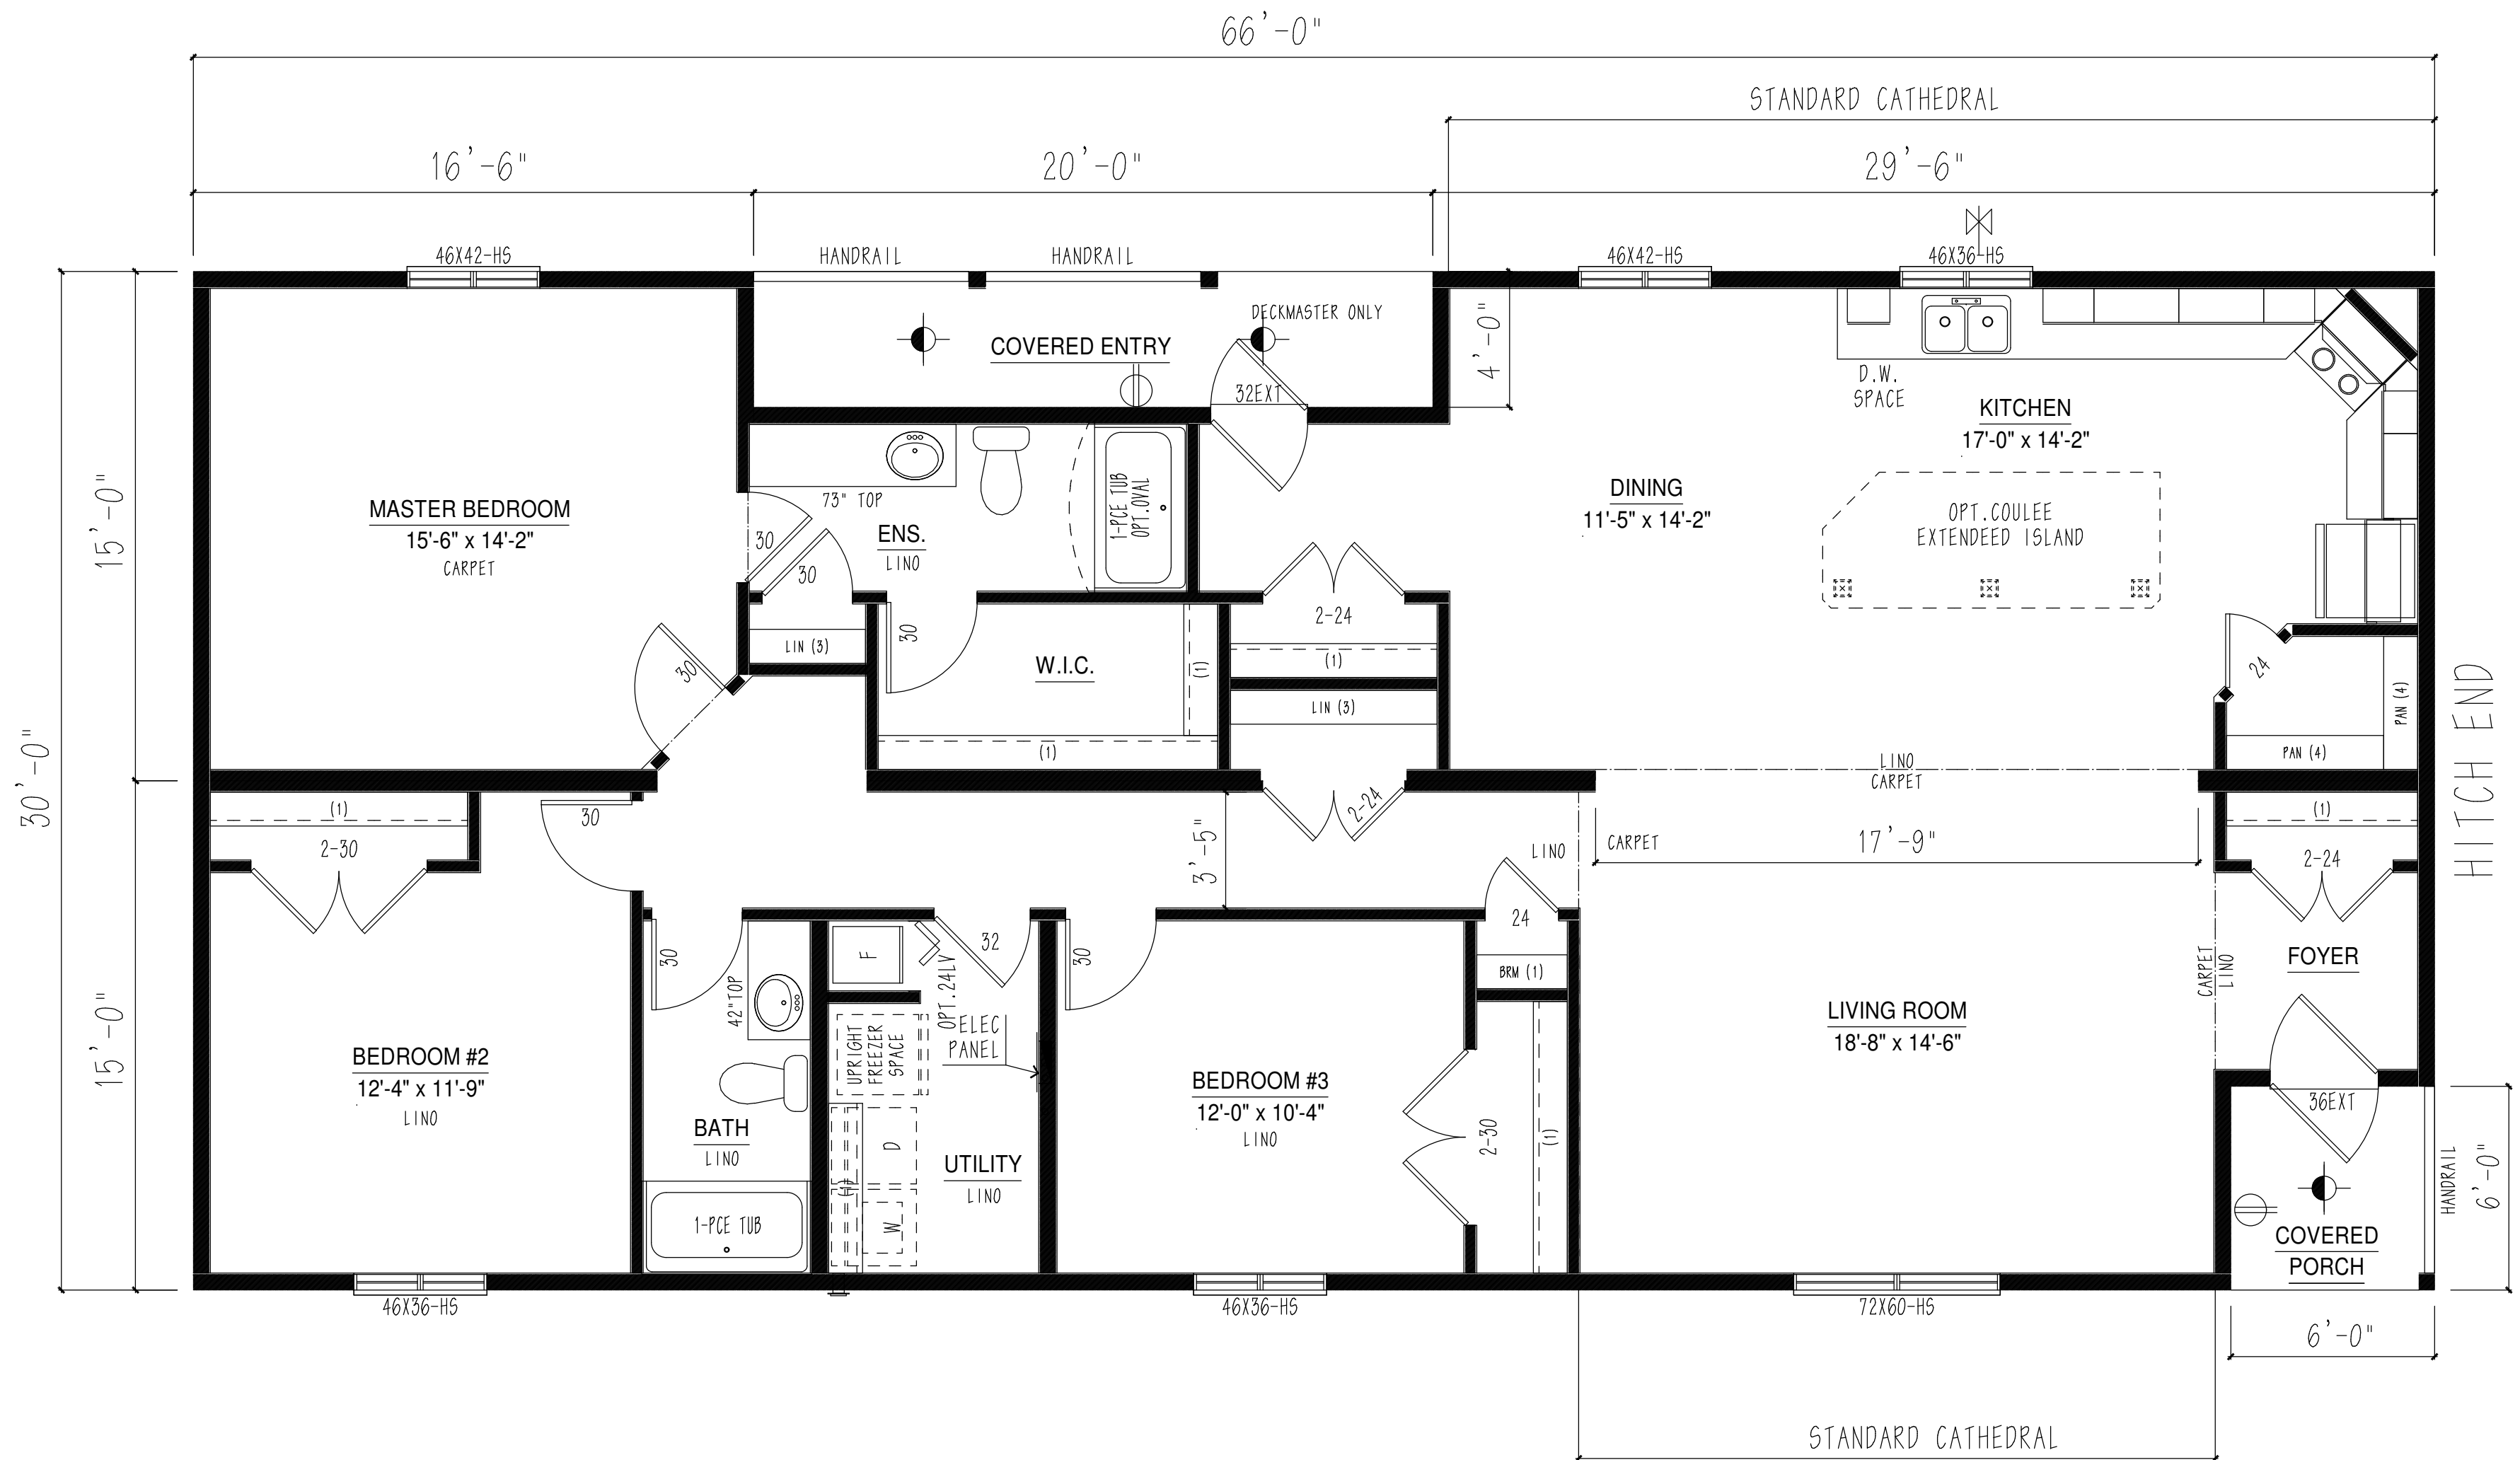 66'-0"
STANDARD CATHEDRAL
16'-6"
20'-0"
29'-6"
46X42-HS
HANDRAIL
HANDRAIL
46X42-HS
46X36-HS
DECKMASTER ONLY
COVERED ENTRY
4'-0"
32EXT
D.W.
SPACE
KITCHEN
17'-0" x 14'-2"
MASTER BEDROOM
15'-6" x 14'-2"
CARPET
73" TOP
ENS.
LINO
1-PCE TUB
OPT.OVAL
DINING
11'-5" x 14'-2"
OPT.COULEE
EXTENDEED ISLAND
15'-0"
30
30
30
30
LIN (3)
W.I.C.
(1)
(1)
2-24
(1)
LIN (3)
24
PAN (4)
PAN (4)
HITCH END
30'-0"
LINO
CARPET
(1)
2-30
30
2-24
3'-5"
LINO
CARPET
17'-9"
(1)
2-24
24
BRM (1)
30
42"TOP
F
32
OPT.24LV
30
CARPET
LINO
FOYER
15'-0"
UPRIGHT
FREEZER
SPACE
ELEC
PANEL
BEDROOM #2
12'-4" x 11'-9"
LINO
BATH
LINO
1-PCE TUB
D
W
(1)
UTILITY
LINO
BEDROOM #3
12'-0" x 10'-4"
LINO
2-30
(1)
LIVING ROOM
18'-8" x 14'-6"
36EXT
HANDRAIL
6'-0"
COVERED
PORCH
46X36-HS
46X36-HS
72X60-HS
6'-0"
STANDARD CATHEDRAL